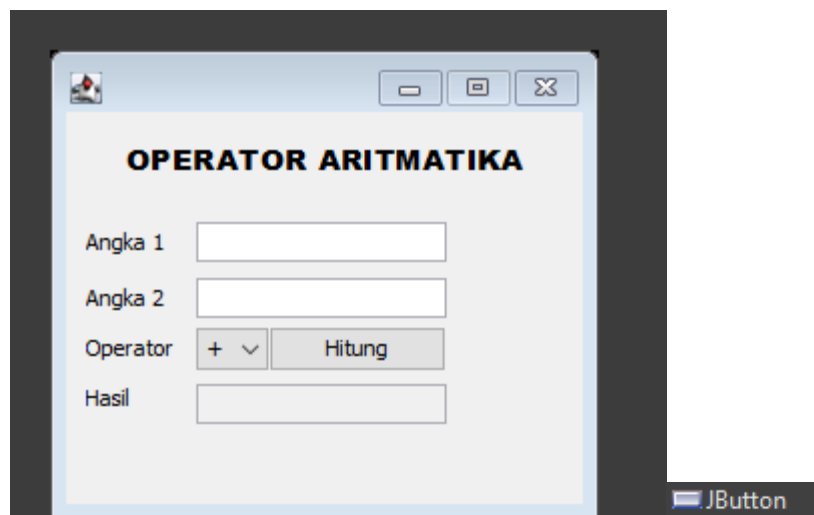 OPERATOR ARITMATIKA
Angka 1
Angka 2
Operator + Hitung
Hasil
JButton